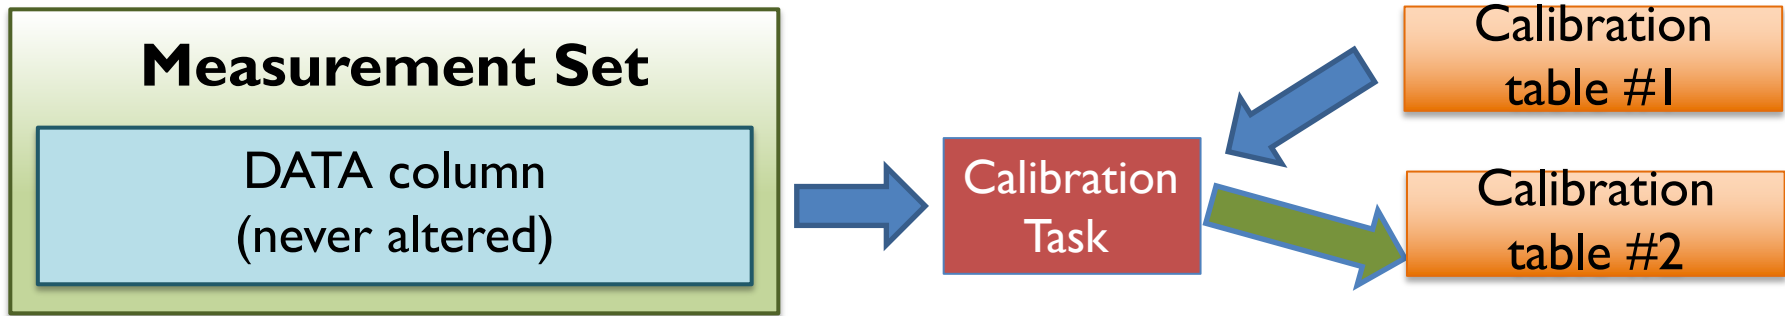 Measurement Set
DATA column
(never altered)
Calibration
Task
Calibration
table #1
Calibration
table #2